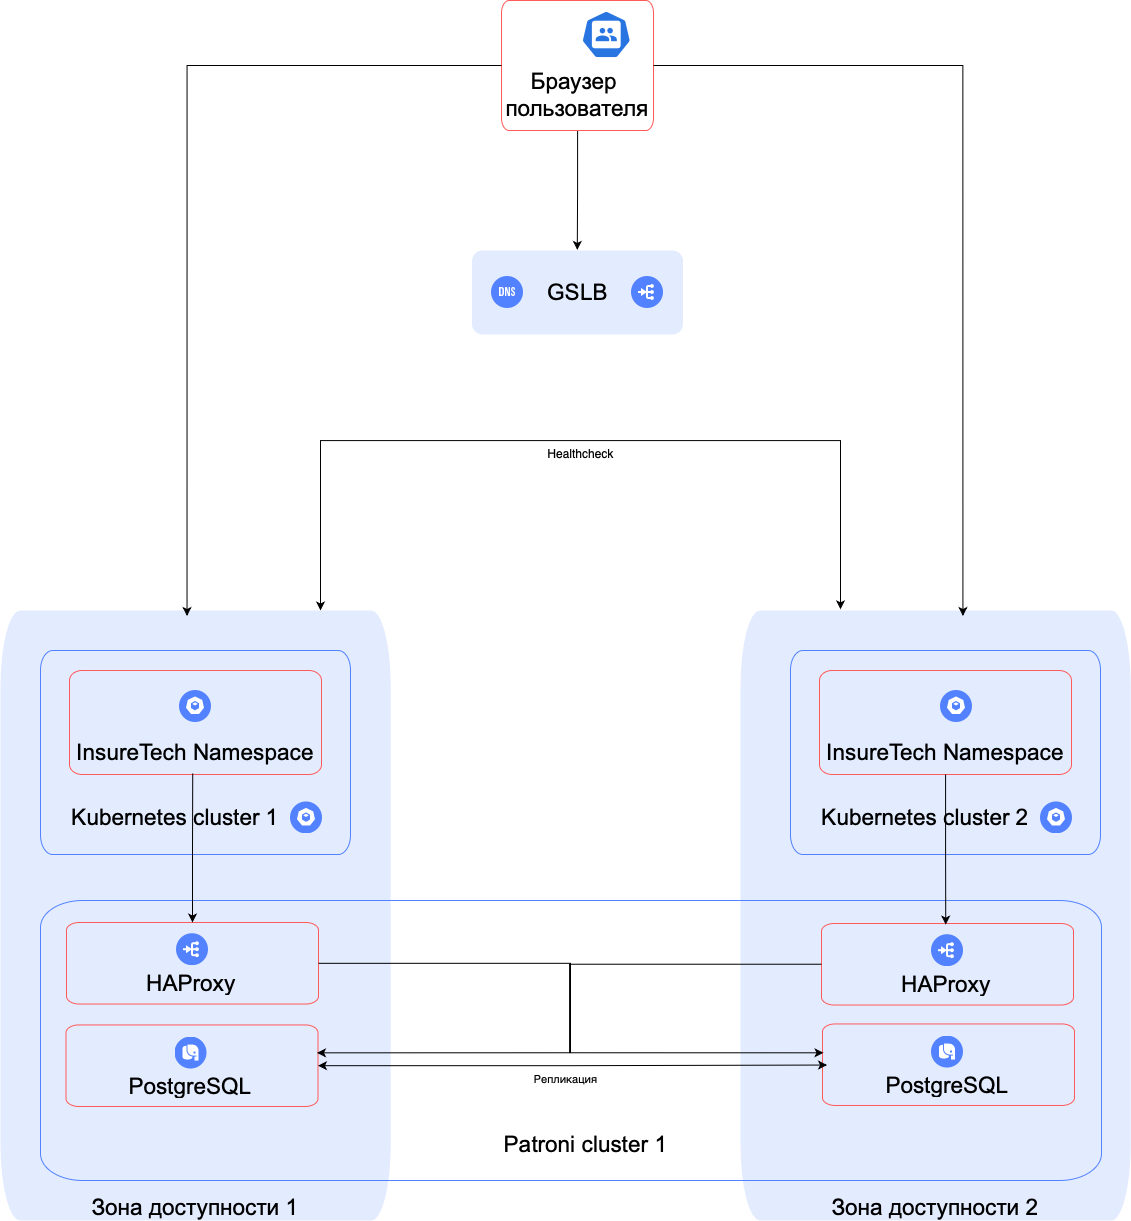 Браузер
пользователя
DNS
GSLB
Healthcheck
InsureTech Namespace
Kubernetes cluster 1
InsureTech Namespace
Kubernetes cluster 2
HAProxy
HAProxy
PostgreSQL
PostgreSQL
Репликация
Patroni cluster 1
Зона доступности 1
Зона доступности 2